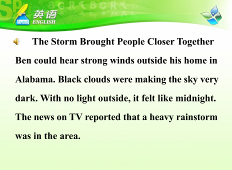 英语
ENGLISH
The Storm Brought People Closer Together
Ben could hear strong winds outside his home in
Alabama. Black clouds were making the sky very
dark. With no light outside, it felt like midnight.
The news on TV reported that a heavy rainstorm
was in the area.